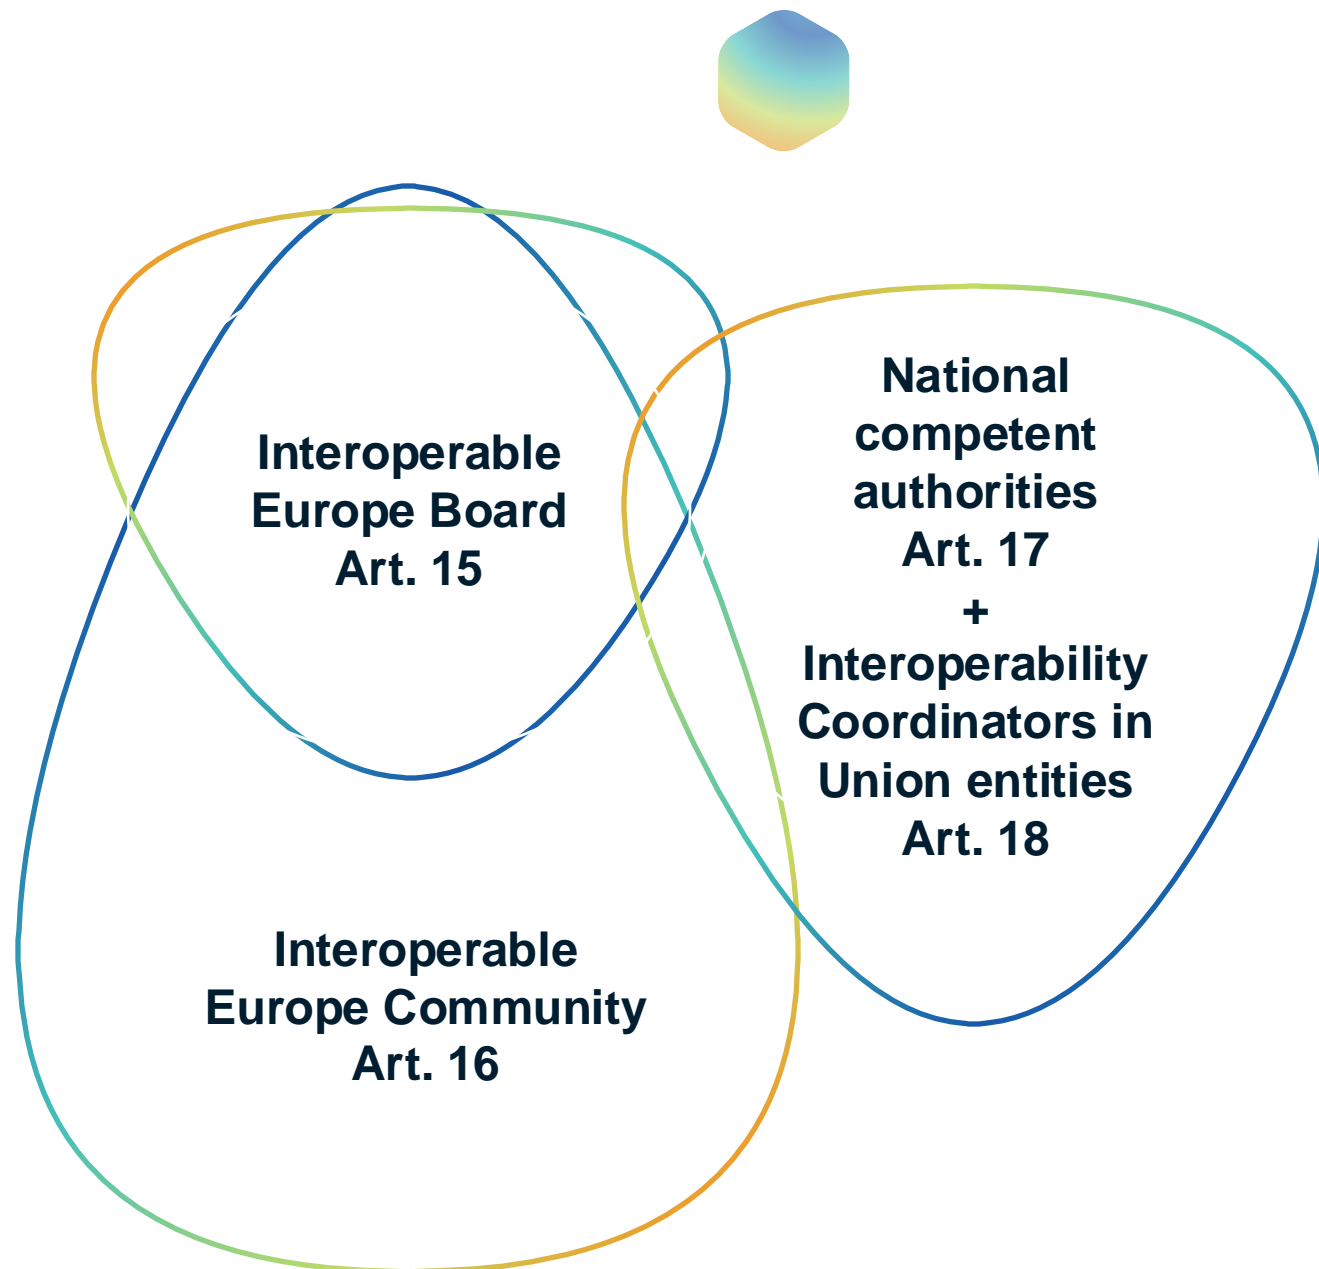 Interoperable
Europe Board
Art. 15
National
competent
authorities
Art. 17
+
Interoperability
Coordinators in
Union entities
Art. 18
Interoperable
Europe Community
Art. 16